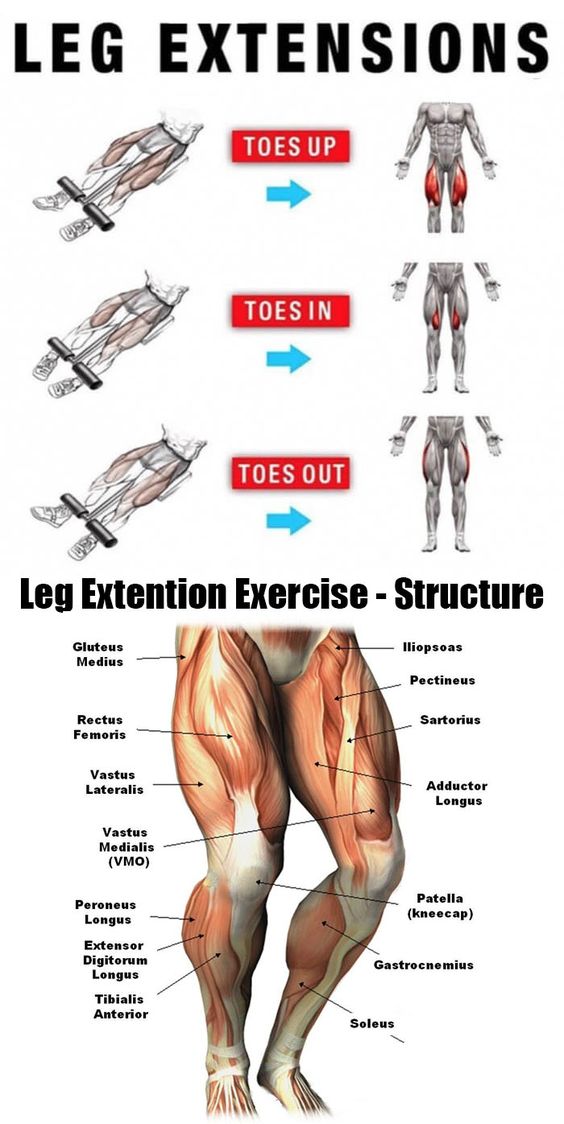 LEG EXTENSIONS
TOES UP
TOES IN
TOES OUT
Leg Extention Exercise - Structure
Gluteus
Medius
Rectus
Femoris
Vastus
Lateralis
Vastus
Medialis
(VMO)
Peroneus
Longus
Extensor
Digitorum
Longus
Tibialis
Anterior
Iliopsoas
Pectineus
Sartorius
Adductor
Longus
Patella
(kneecap)
Gastrocnemius
Soleus